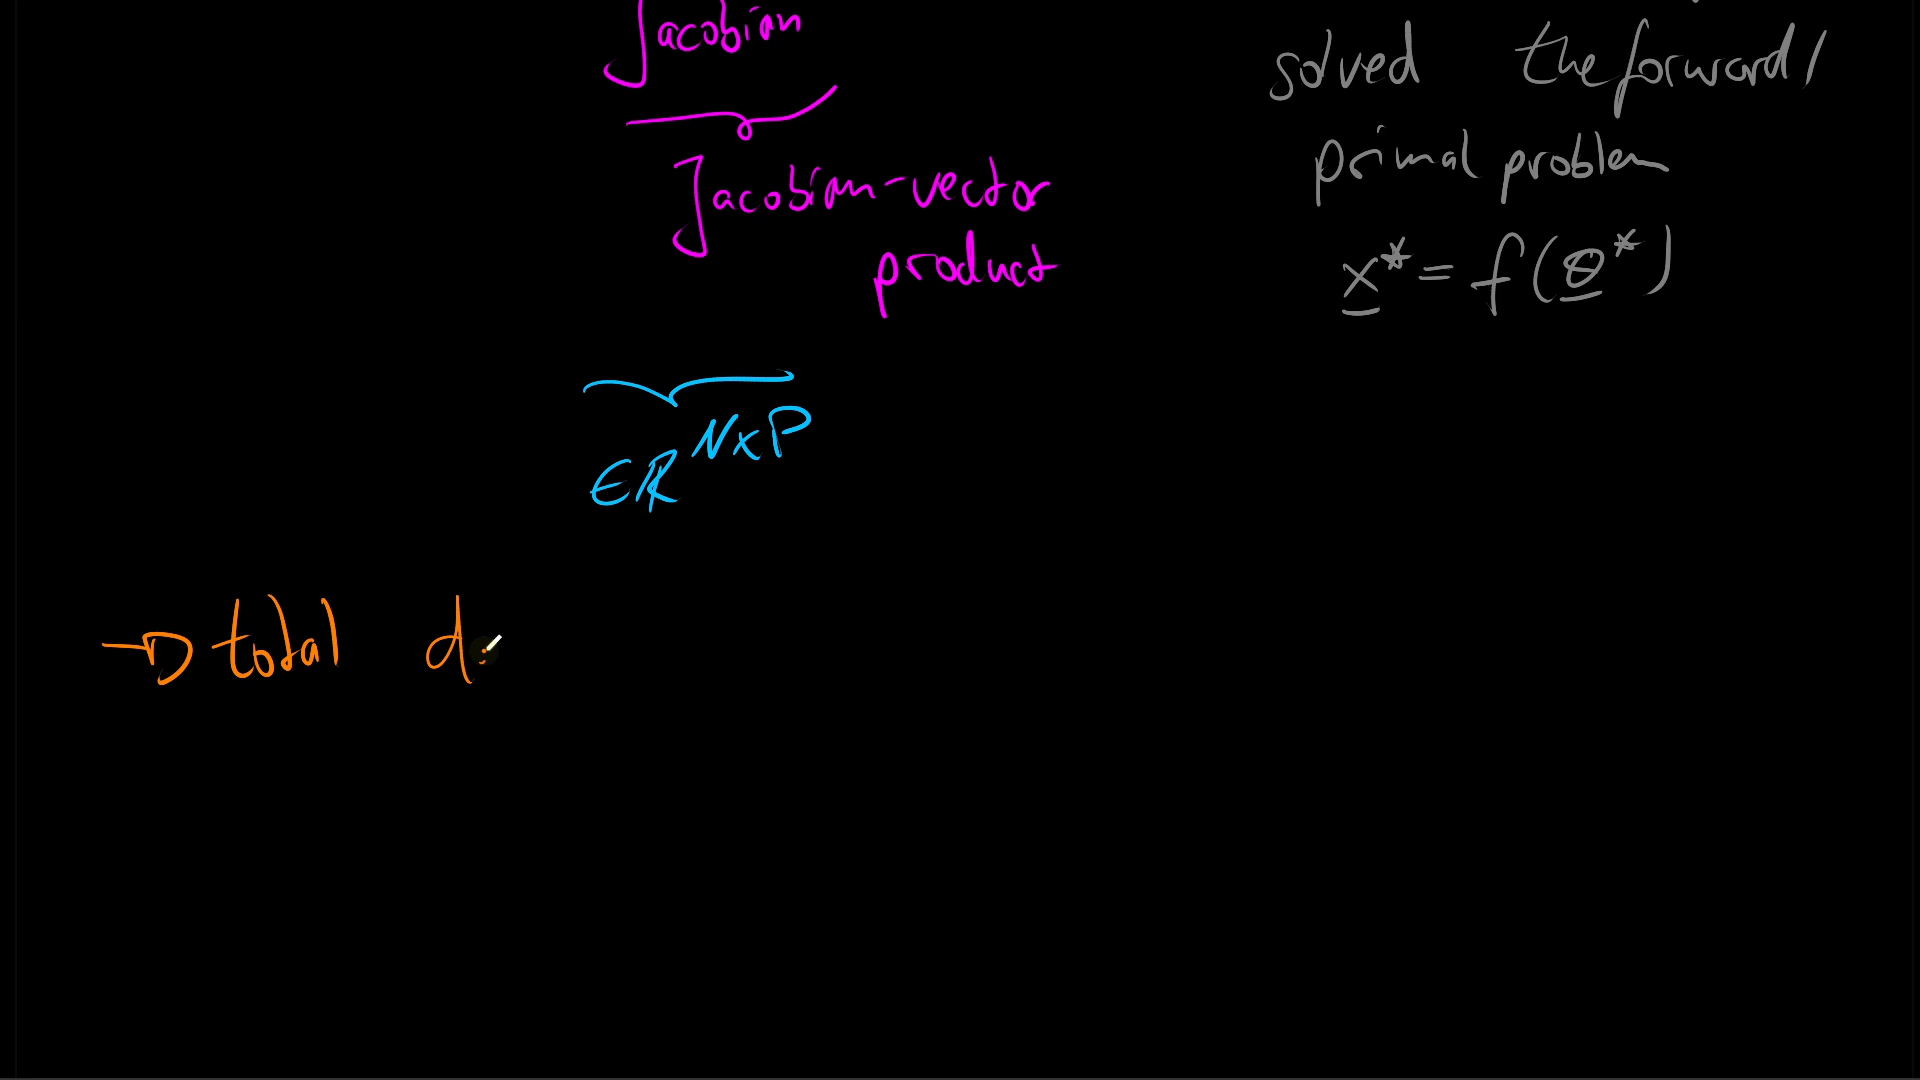 Jacobian
Jacobian-vector
product
∈ℝ^{N×P}
→ total d
solved the forward/
primal problem
x* = f(θ*)